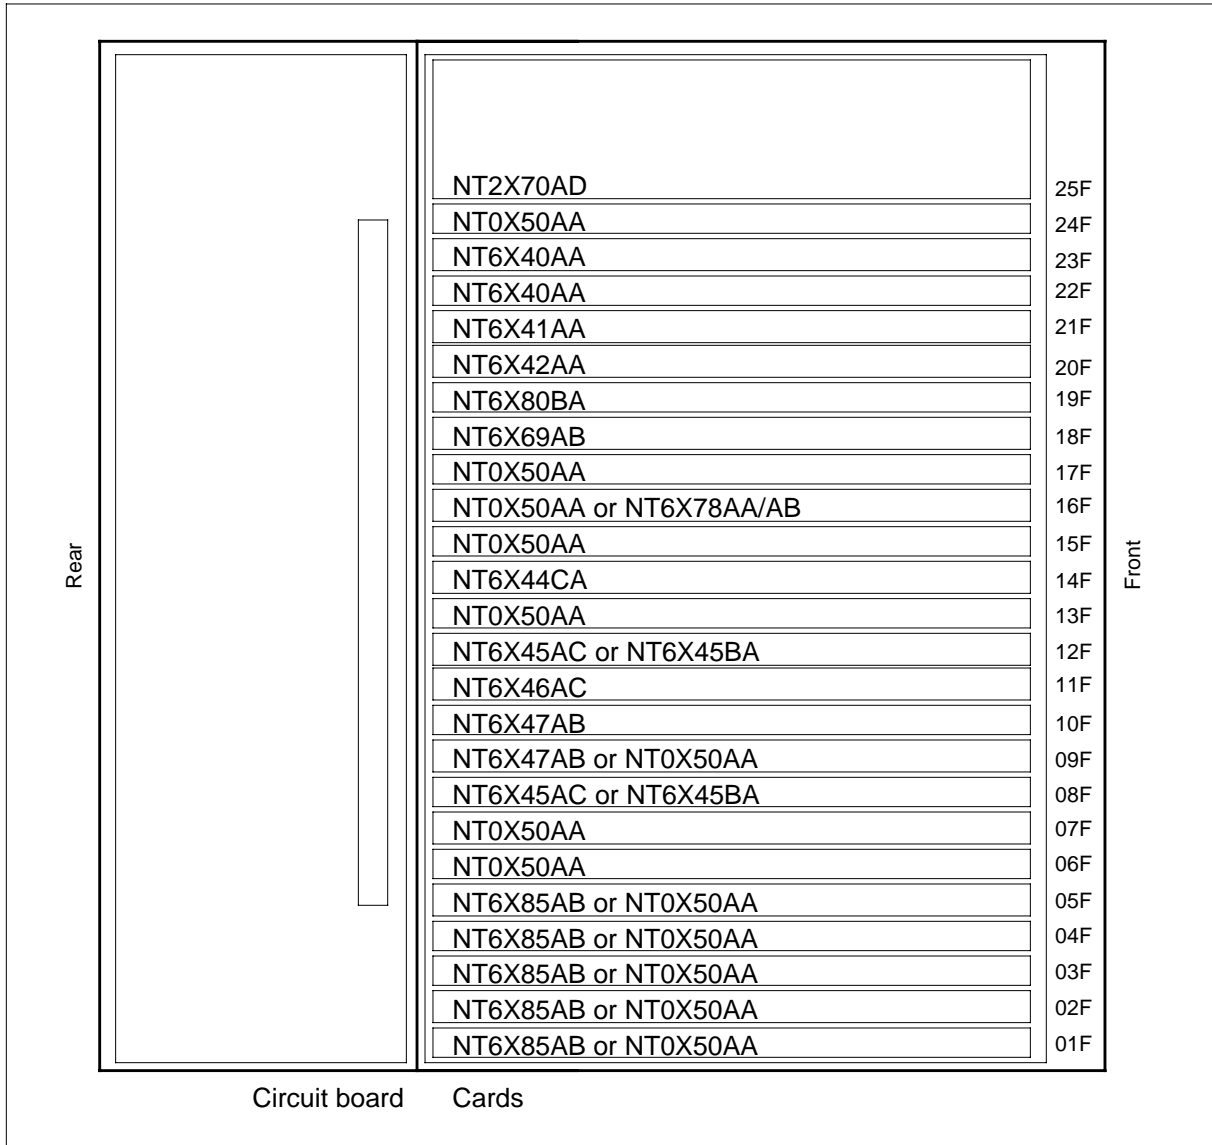 NT2X70AD 25F
NT0X50AA 24F
NT6X40AA 23F
NT6X40AA 22F
NT6X41AA 21F
NT6X42AA 20F
NT6X80BA 19F
NT6X69AB 18F
NT0X50AA 17F
NT0X50AA or NT6X78AA/AB 16F
NT0X50AA 15F
Rear
Front
NT6X44CA 14F
NT0X50AA 13F
NT6X45AC or NT6X45BA 12F
NT6X46AC 11F
NT6X47AB 10F
NT6X47AB or NT0X50AA 09F
NT6X45AC or NT6X45BA 08F
NT0X50AA 07F
NT0X50AA 06F
NT6X85AB or NT0X50AA 05F
NT6X85AB or NT0X50AA 04F
NT6X85AB or NT0X50AA 03F
NT6X85AB or NT0X50AA 02F
NT6X85AB or NT0X50AA 01F
Circuit board Cards